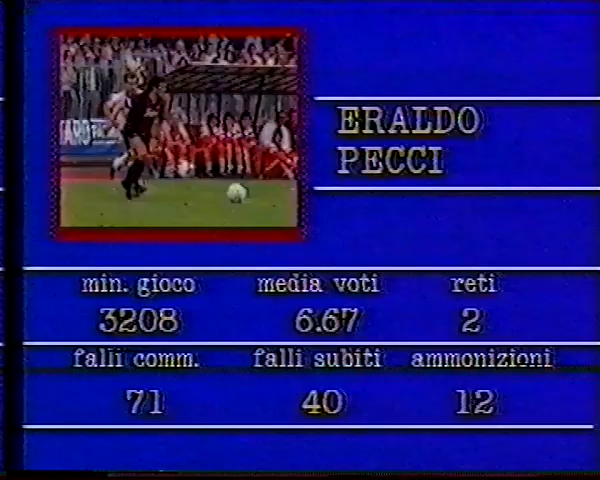 ERALDO
PECCI
min. gioco media voti reti
3208 6.67 2
falli comm. falli subiti ammonizioni
71 40 12